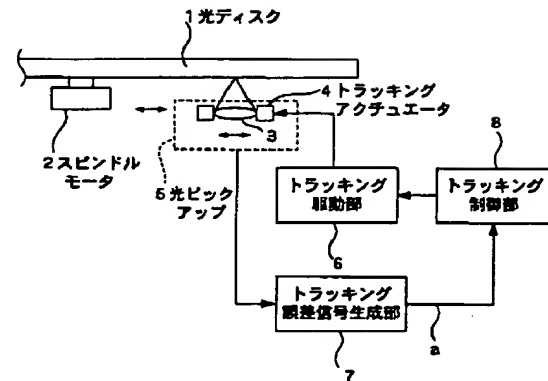 1光ディスク
4トラッキング
アクチュエータ
3
2スピンドル
モータ
5光ピック
アップ
8
トラッキング
駆動部
トラッキング
制御部
6
トラッキング
誤差信号生成部
a
7